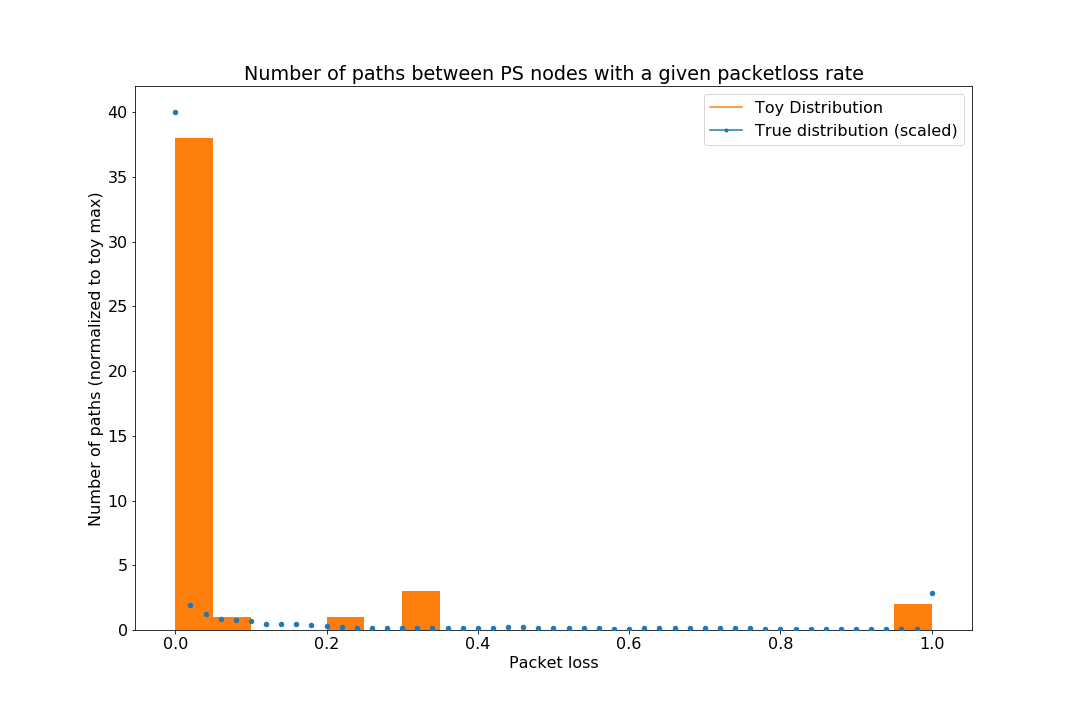 Number of paths between PS nodes with a given packetloss rate
Toy Distribution
True distribution (scaled)
Number of paths (normalized to toy max)
40
35
30
25
20
15
10
5
0
0.0 0.2 0.4 0.6 0.8 1.0
Packet loss